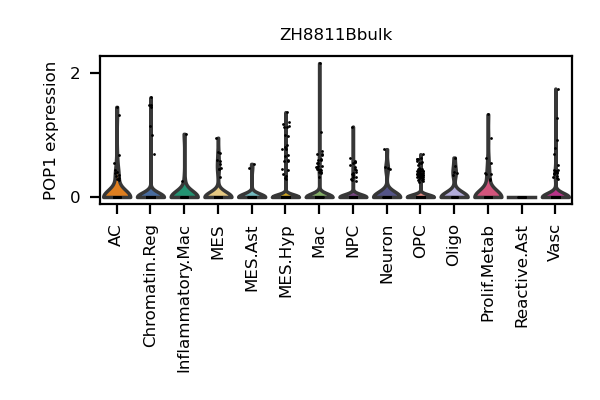 ZH8811Bbulk
POP1 expression
2
0
AC
Chromatin.Reg
Inflammatory.Mac
MES
MES.Ast
MES.Hyp
Mac
NPC
Neuron
OPC
Oligo
Prolif.Metab
Reactive.Ast
Vasc